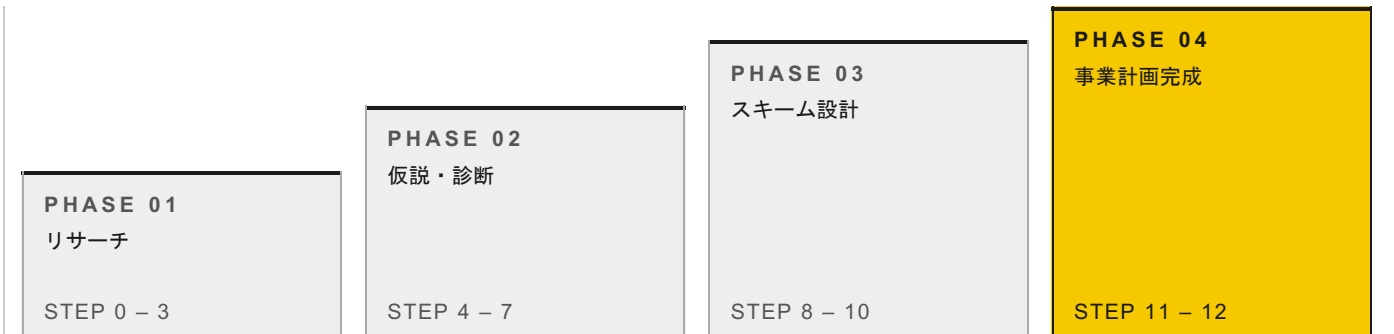 PHASE 01
リサーチ
STEP 0 – 3
PHASE 02
仮説・診断
STEP 4 – 7
PHASE 03
スキーム設計
STEP 8 – 10
PHASE 04
事業計画完成
STEP 11 – 12